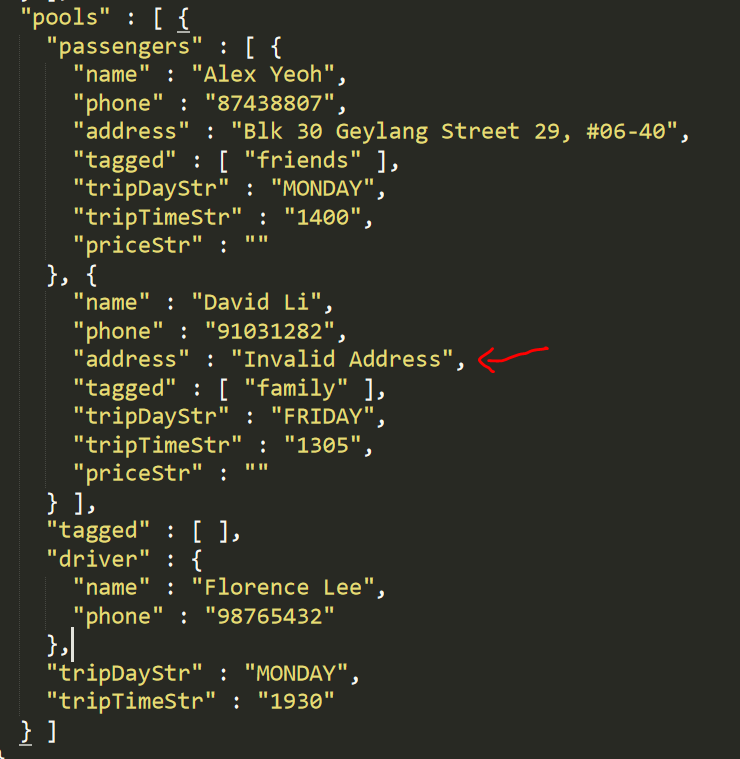 "pools" : [ {
"passengers" : [ {
"name" : "Alex Yeoh",
"phone" : "87438807",
"address" : "Blk 30 Geylang Street 29, #06-40",
"tagged" : [ "friends" ],
"tripDayStr" : "MONDAY",
"tripTimeStr" : "1400",
"priceStr" : ""
}, {
"name" : "David Li",
"phone" : "91031282",
"address" : "Invalid Address",
"tagged" : [ "family" ],
"tripDayStr" : "FRIDAY",
"tripTimeStr" : "1305",
"priceStr" : ""
} ],
"tagged" : [ ],
"driver" : {
"name" : "Florence Lee",
"phone" : "98765432"
},
"tripDayStr" : "MONDAY",
"tripTimeStr" : "1930"
} ]